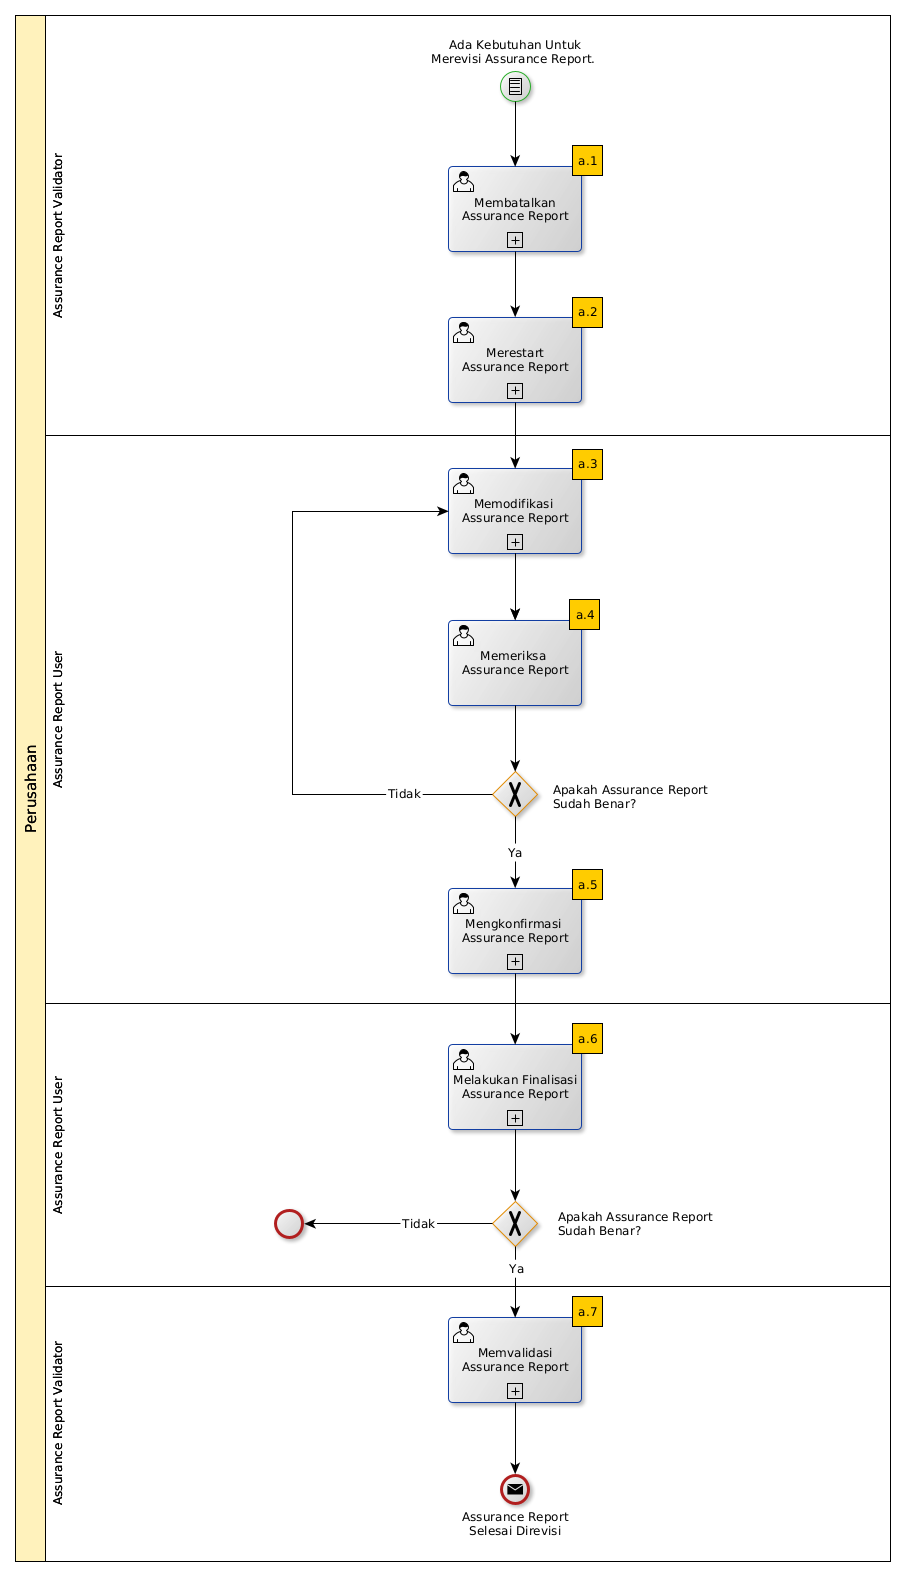 Perusahaan
Assurance Report Validator
Ada Kebutuhan Untuk
Merevisi Assurance Report.
a.1
Membatalkan
Assurance Report
a.2
Merestart
Assurance Report
Assurance Report User
a.3
Memodifikasi
Assurance Report
a.4
Memeriksa
Assurance Report
Tidak
Apakah Assurance Report
Sudah Benar?
Ya
a.5
Mengkonfirmasi
Assurance Report
Assurance Report User
a.6
Melakukan Finalisasi
Assurance Report
Tidak
Apakah Assurance Report
Sudah Benar?
Ya
Assurance Report Validator
a.7
Memvalidasi
Assurance Report
Assurance Report
Selesai Direvisi